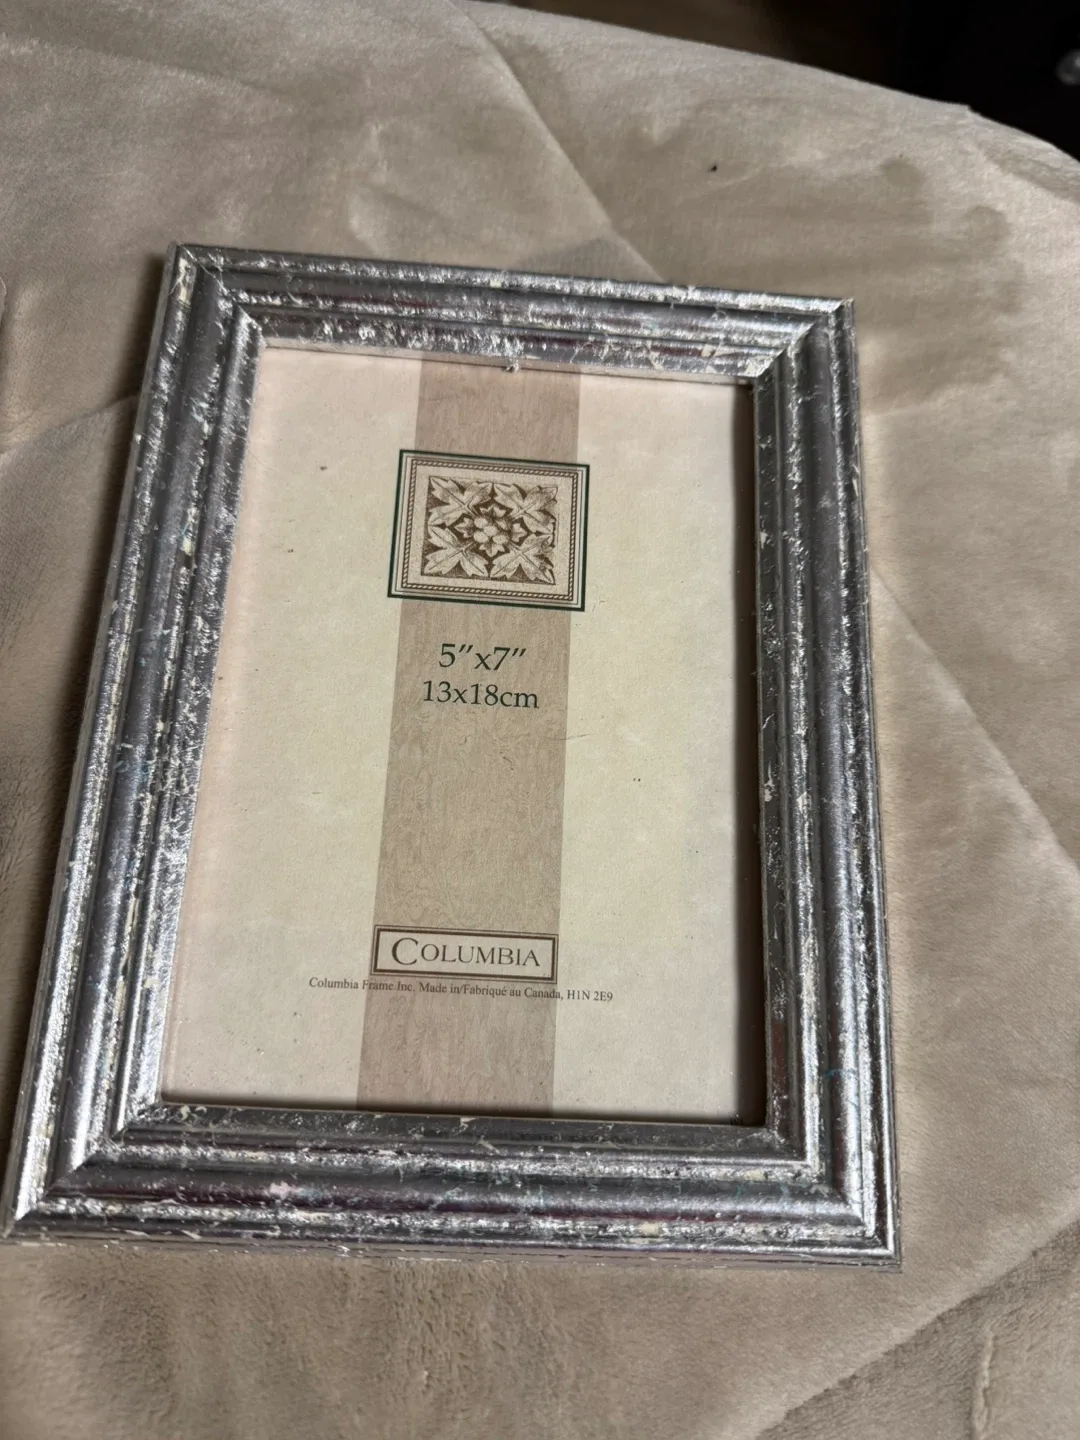 5"x7"
13x18cm
COLUMBIA
Columbia Frame Inc. Made in/Fabriqué au Canada, H1N 2E9